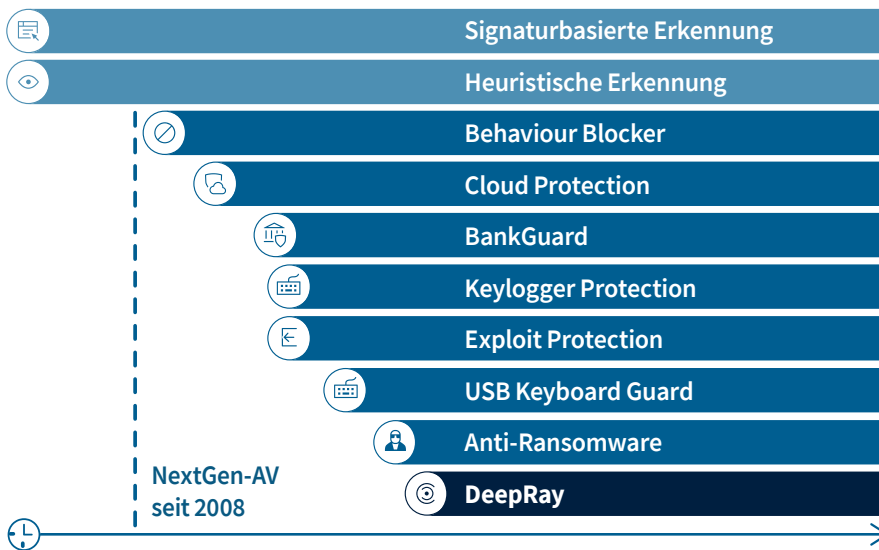 Signaturbasierte Erkennung
Heuristische Erkennung
Behaviour Blocker
Cloud Protection
BankGuard
Keylogger Protection
Exploit Protection
USB Keyboard Guard
Anti-Ransomware
NextGen-AV
seit 2008
DeepRay